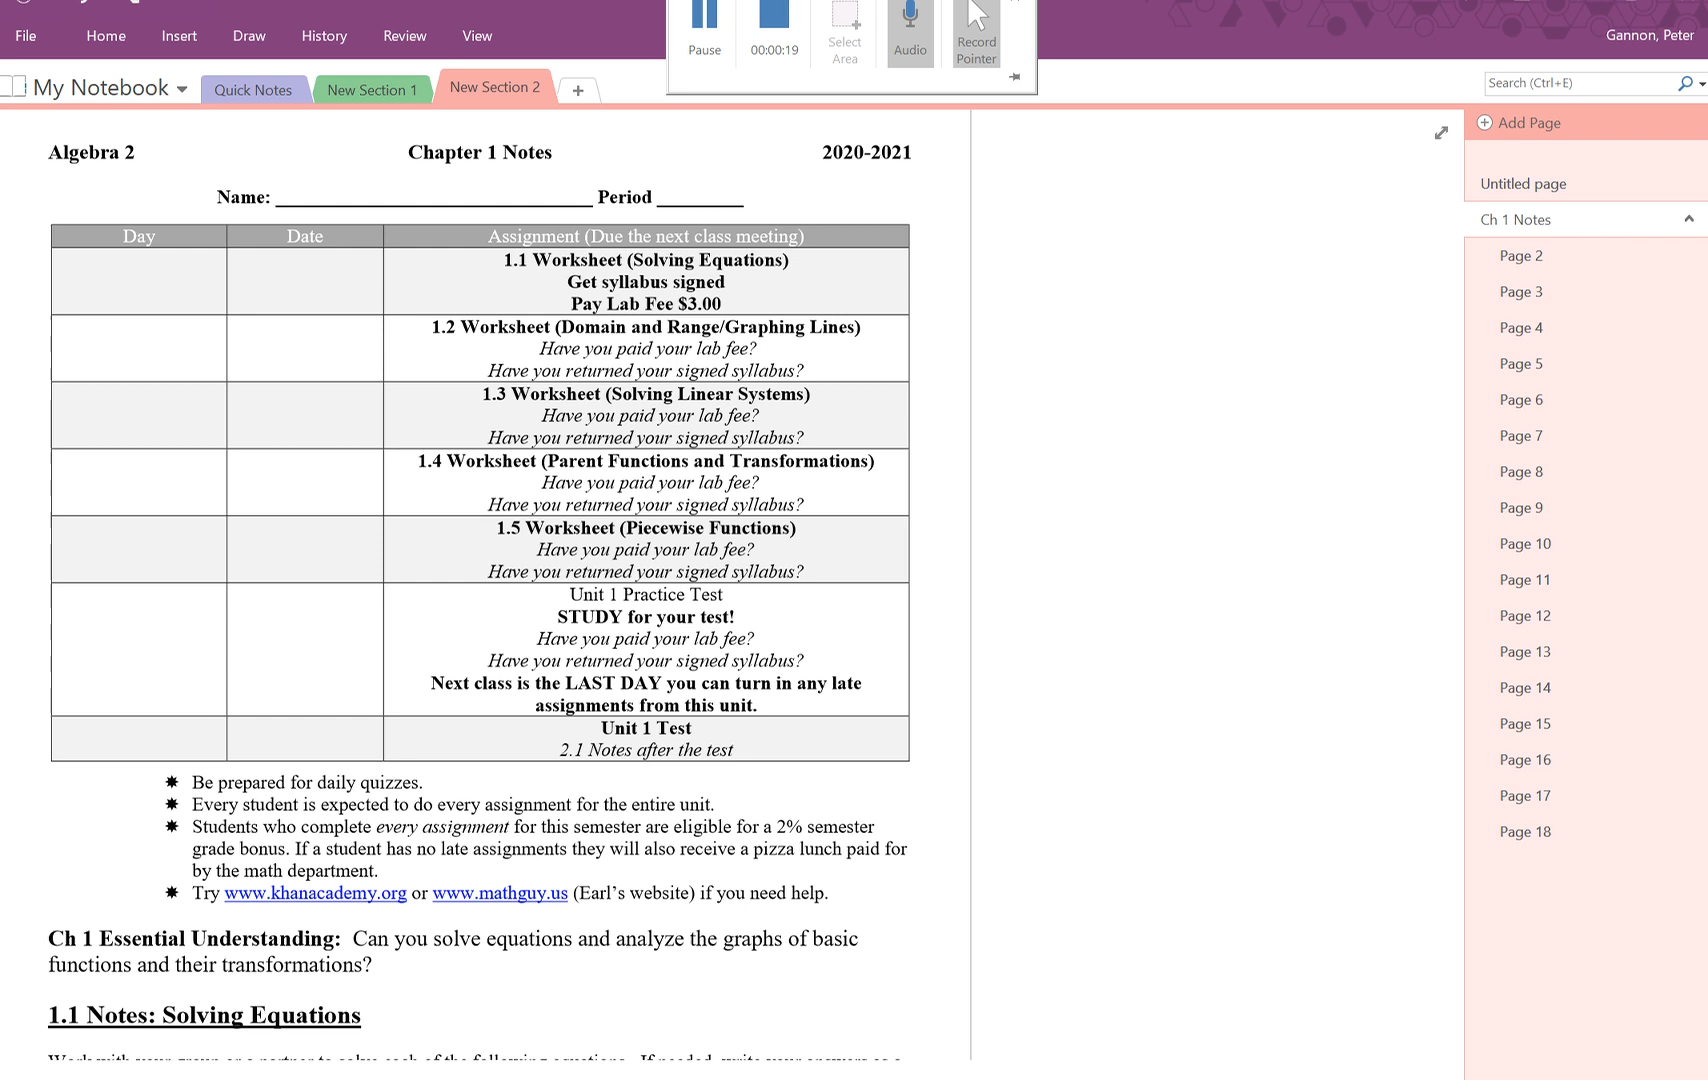 File Home Insert Draw History Review View
Pause 00:00:19 Select Area Audio Record Pointer
Gannon, Peter
My Notebook Quick Notes New Section 1 New Section 2 +
Search (Ctrl+E)
Add Page
Untitled page
Ch 1 Notes
Page 2
Page 3
Page 4
Page 5
Page 6
Page 7
Page 8
Page 9
Page 10
Page 11
Page 12
Page 13
Page 14
Page 15
Page 16
Page 17
Page 18
Algebra 2 Chapter 1 Notes 2020-2021
Name: Period
Day Date Assignment (Due the next class meeting)
1.1 Worksheet (Solving Equations)
Get syllabus signed
Pay Lab Fee $3.00
1.2 Worksheet (Domain and Range/Graphing Lines)
Have you paid your lab fee?
Have you returned your signed syllabus?
1.3 Worksheet (Solving Linear Systems)
Have you paid your lab fee?
Have you returned your signed syllabus?
1.4 Worksheet (Parent Functions and Transformations)
Have you paid your lab fee?
Have you returned your signed syllabus?
1.5 Worksheet (Piecewise Functions)
Have you paid your lab fee?
Have you returned your signed syllabus?
Unit 1 Practice Test
STUDY for your test!
Have you paid your lab fee?
Have you returned your signed syllabus?
Next class is the LAST DAY you can turn in any late
assignments from this unit.
Unit 1 Test
2.1 Notes after the test
✸ Be prepared for daily quizzes.
✸ Every student is expected to do every assignment for the entire unit.
✸ Students who complete every assignment for this semester are eligible for a 2% semester
grade bonus. If a student has no late assignments they will also receive a pizza lunch paid for
by the math department.
✸ Try www.khanacademy.org or www.mathguy.us (Earl’s website) if you need help.
Ch 1 Essential Understanding: Can you solve equations and analyze the graphs of basic
functions and their transformations?
1.1 Notes: Solving Equations